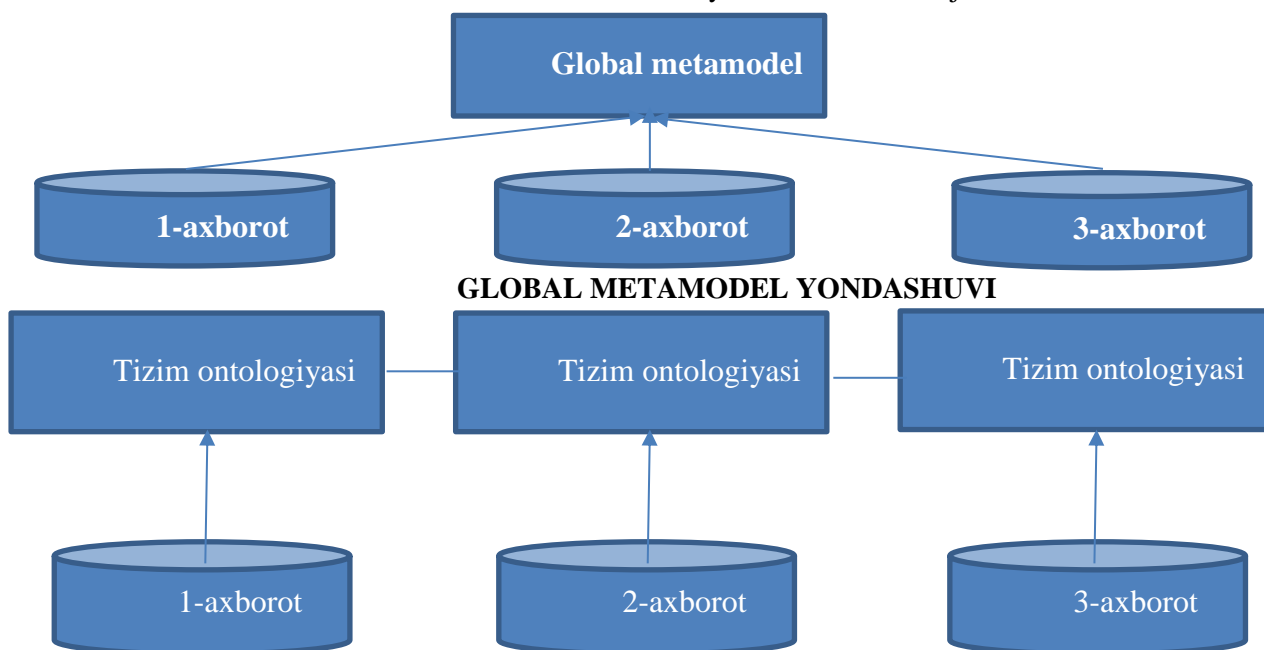 Global metamodel
1-axborot
2-axborot
3-axborot
GLOBAL METAMODEL YONDASHUVI
Tizim ontologiyasi
Tizim ontologiyasi
Tizim ontologiyasi
1-axborot
2-axborot
3-axborot